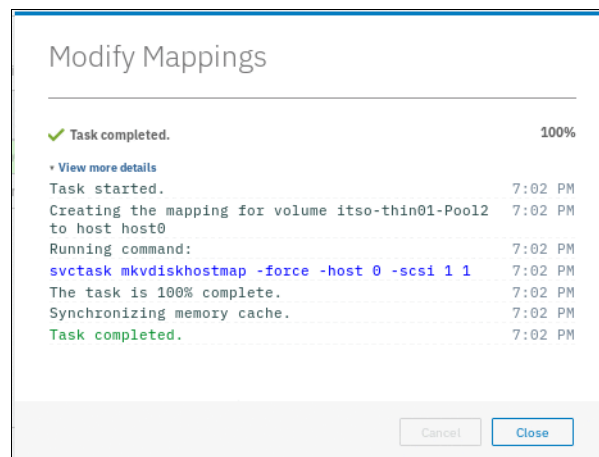 Modify Mappings
Task completed. 100%
View more details
Task started. 7:02 PM
Creating the mapping for volume itso-thin01-Pool2 7:02 PM
to host host0
Running command: 7:02 PM
svctask mkvdiskhostmap -force -host 0 -scsi 1 1 7:02 PM
The task is 100% complete. 7:02 PM
Synchronizing memory cache. 7:02 PM
Task completed. 7:02 PM
Cancel Close